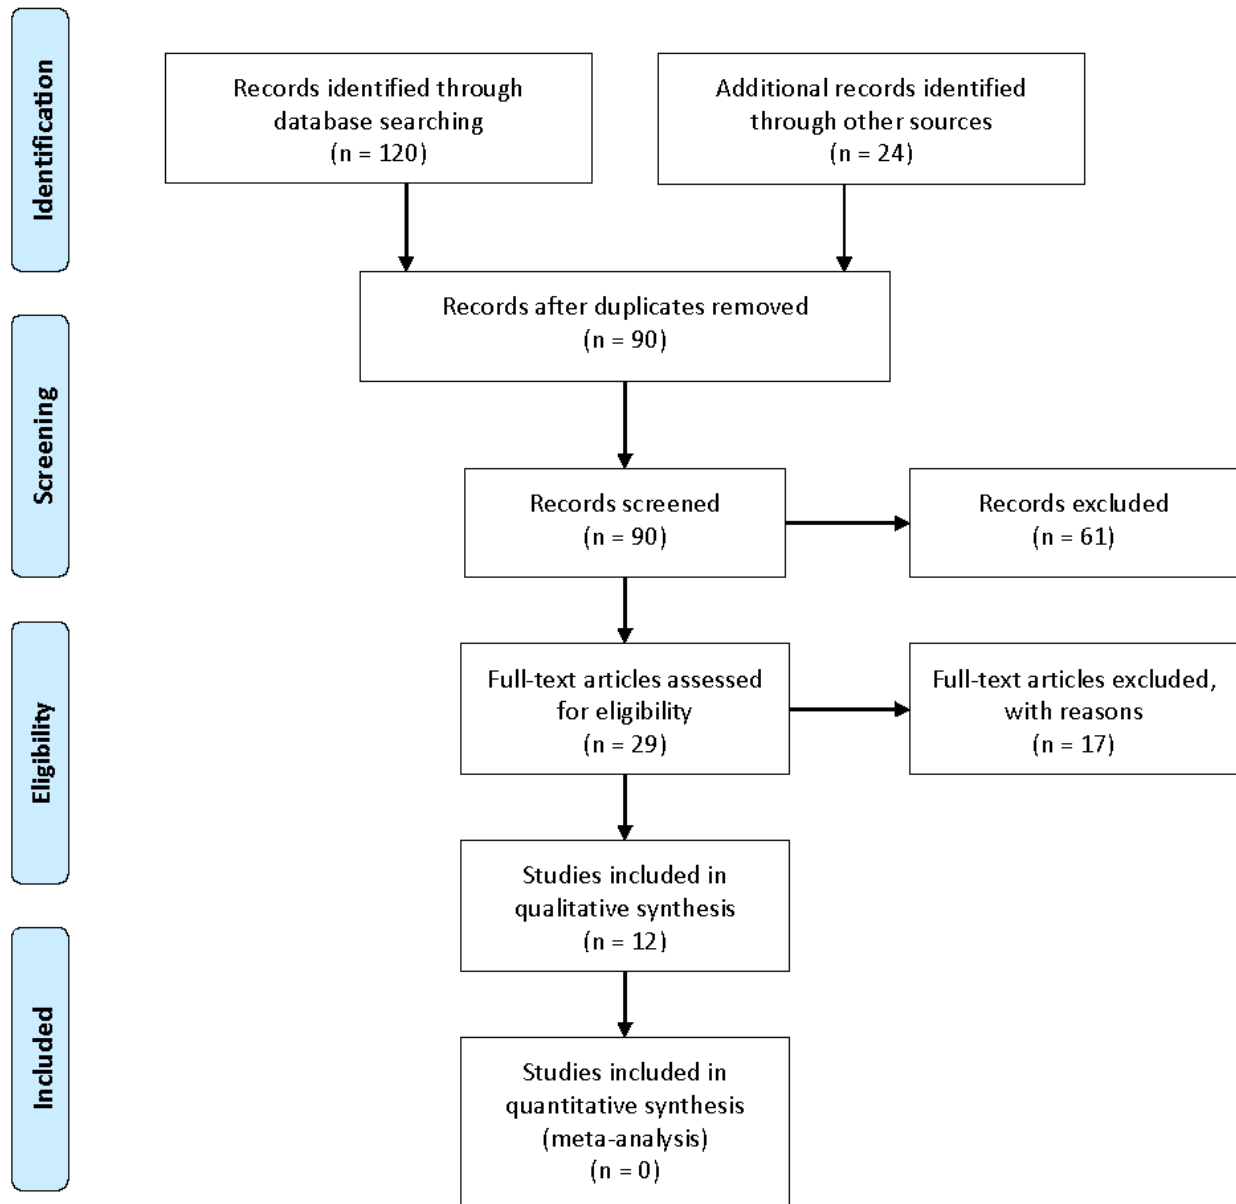 Identification
Records identified through
database searching
(n = 120)
Additional records identified
through other sources
(n = 24)
Records after duplicates removed
(n = 90)
Screening
Records screened
(n = 90)
Records excluded
(n = 61)
Eligibility
Full-text articles assessed
for eligibility
(n = 29)
Full-text articles excluded,
with reasons
(n = 17)
Studies included in
qualitative synthesis
(n = 12)
Included
Studies included in
quantitative synthesis
(meta-analysis)
(n = 0)